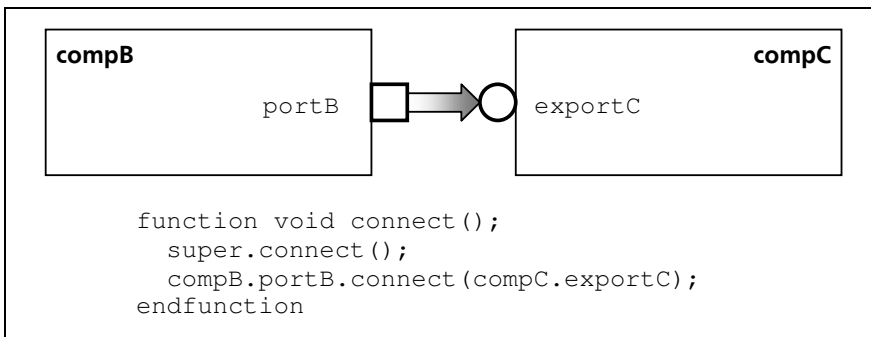 compB
compC
portB
exportC
function void connect();
super.connect();
compB.portB.connect(compC.exportC);
endfunction